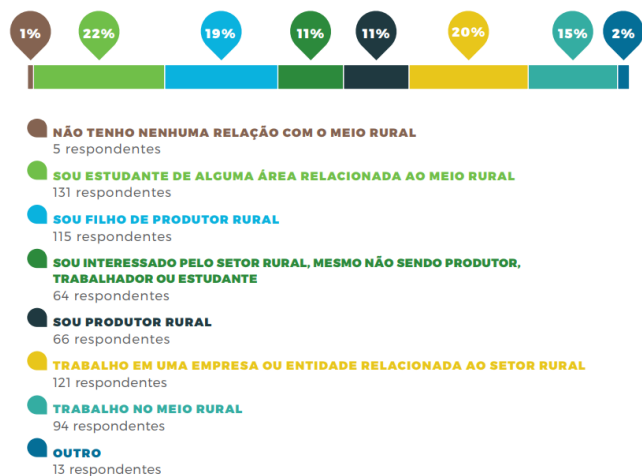 1% 22% 19% 11% 11% 20% 15% 2%
NÃO TENHO NENHUMA RELAÇÃO COM O MEIO RURAL
5 respondentes
SOU ESTUDANTE DE ALGUMA ÁREA RELACIONADA AO MEIO RURAL
131 respondentes
SOU FILHO DE PRODUTOR RURAL
115 respondentes
SOU INTERESSADO PELO SETOR RURAL, MESMO NÃO SENDO PRODUTOR,
TRABALHADOR OU ESTUDANTE
64 respondentes
SOU PRODUTOR RURAL
66 respondentes
TRABALHO EM UMA EMPRESA OU ENTIDADE RELACIONADA AO SETOR RURAL
121 respondentes
TRABALHO NO MEIO RURAL
94 respondentes
OUTRO
13 respondentes